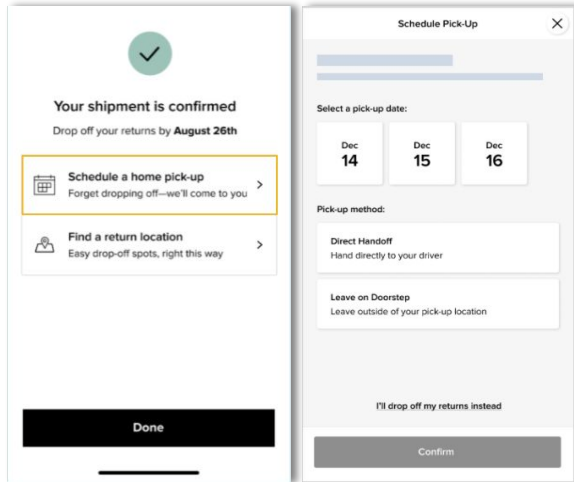 Your shipment is confirmed
Drop off your returns by August 26th
Schedule a home pick-up
Forget dropping off—we'll come to you
Find a return location
Easy drop-off spots, right this way
Done
Schedule Pick-Up
Select a pick-up date:
Dec Dec Dec
14 15 16
Pick-up method:
Direct Handoff
Hand directly to your driver
Leave on Doorstep
Leave outside of your pick-up location
I'll drop off my returns instead
Confirm